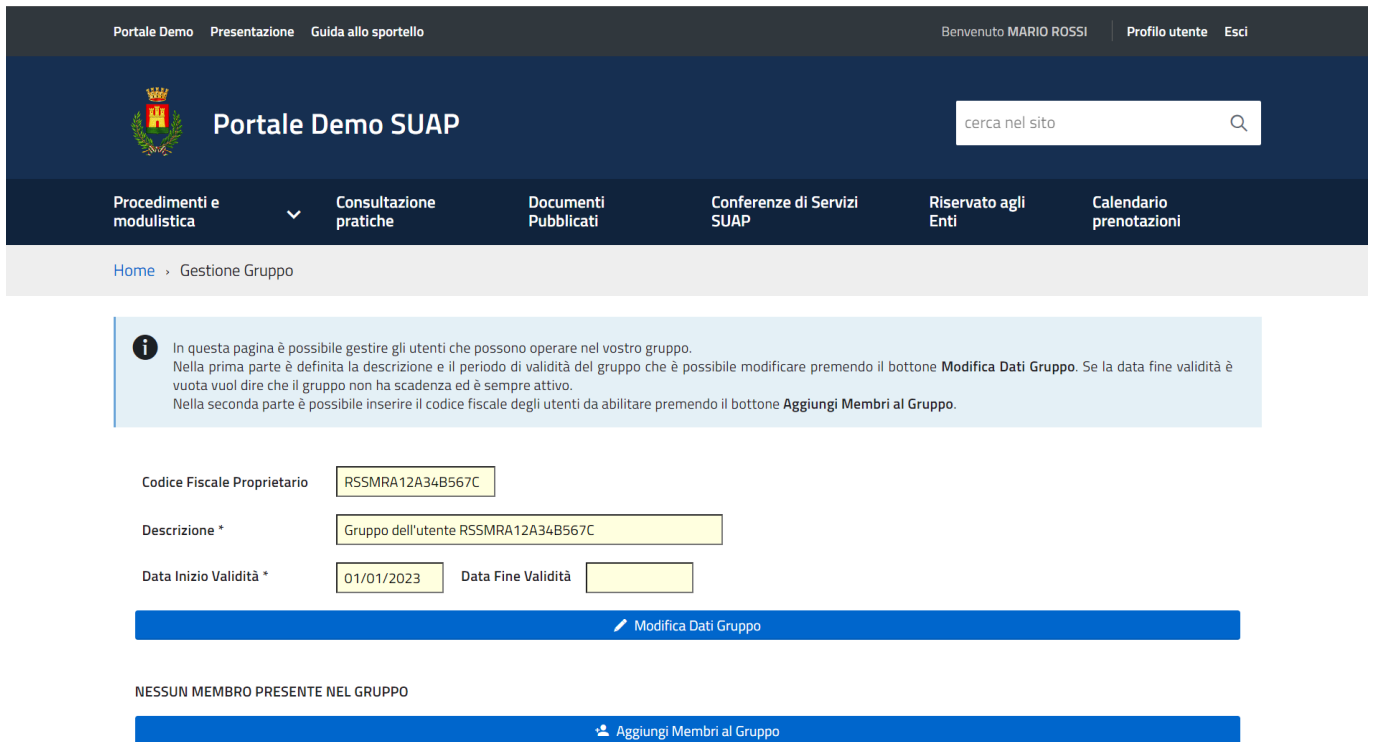 Portale Demo Presentazione Guida allo sportello Benvenuto MARIO ROSSI Profilo utente Esci
Portale Demo SUAP
cerca nel sito
Procedimenti e modulistica
Consultazione pratiche
Documenti Pubblicati
Conferenze di Servizi SUAP
Riservato agli Enti
Calendario prenotazioni
Home › Gestione Gruppo
In questa pagina è possibile gestire gli utenti che possono operare nel vostro gruppo.
Nella prima parte è definita la descrizione e il periodo di validità del gruppo che è possibile modificare premendo il bottone Modifica Dati Gruppo. Se la data fine validità è
vuota vuol dire che il gruppo non ha scadenza ed è sempre attivo.
Nella seconda parte è possibile inserire il codice fiscale degli utenti da abilitare premendo il bottone Aggiungi Membri al Gruppo.
Codice Fiscale Proprietario RSSMRA12A34B567C
Descrizione * Gruppo dell'utente RSSMRA12A34B567C
Data Inizio Validità * 01/01/2023 Data Fine Validità
Modifica Dati Gruppo
NESSUN MEMBRO PRESENTE NEL GRUPPO
Aggiungi Membri al Gruppo